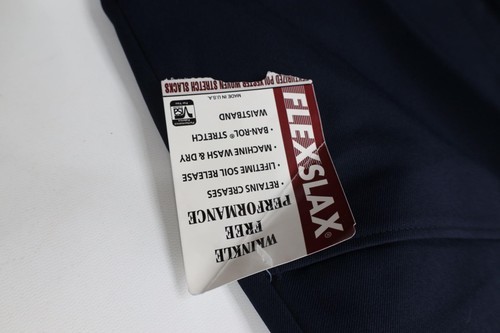 FLEXSLAX®
WRINKLE
FREE
PERFORMANCE
• RETAINS CREASES
• LIFETIME SOIL RELEASE
• MACHINE WASH & DRY
• BAN-ROL® STRETCH
WAISTBAND
MADE IN U.S.A.
POLYESTER WOVEN STRETCH SLACKS